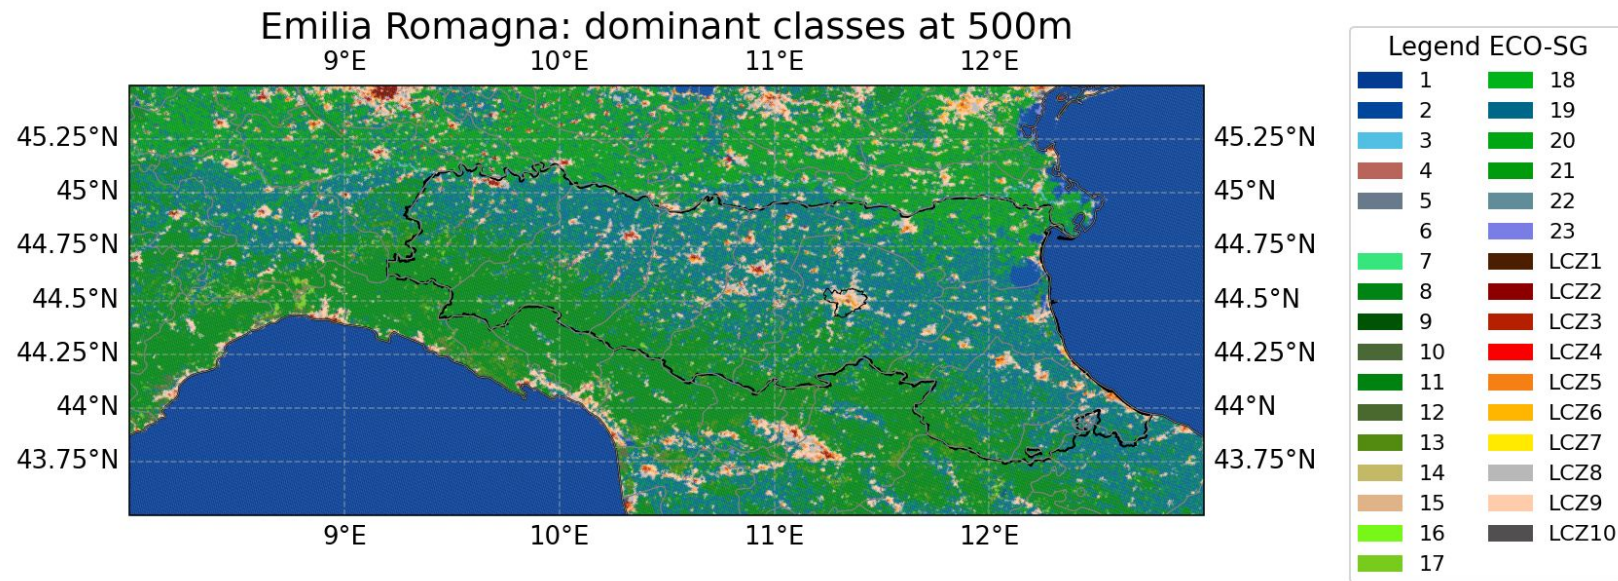 Emilia Romagna: dominant classes at 500m
9°E 10°E 11°E 12°E
45.25°N 45.25°N
45°N 45°N
44.75°N 44.75°N
44.5°N 44.5°N
44.25°N 44.25°N
44°N 44°N
43.75°N 43.75°N
9°E 10°E 11°E 12°E
Legend ECO-SG
1 18
2 19
3 20
4 21
5 22
6 23
7 LCZ1
8 LCZ2
9 LCZ3
10 LCZ4
11 LCZ5
12 LCZ6
13 LCZ7
14 LCZ8
15 LCZ9
16 LCZ10
17